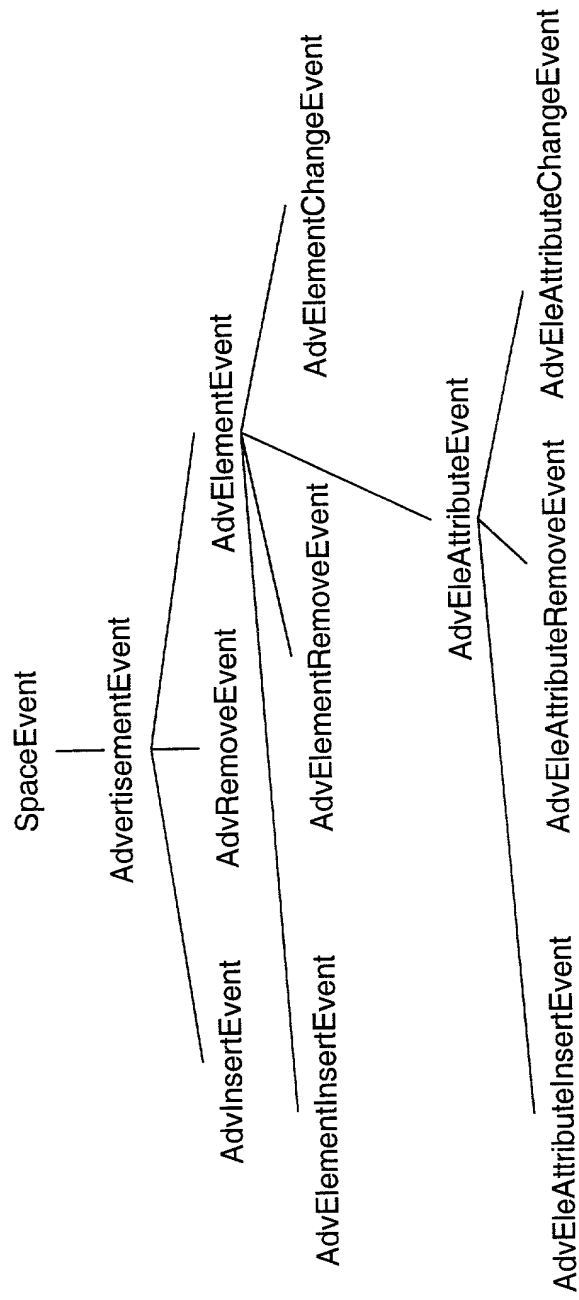 SpaceEvent
AdvertisementEvent
AdvInsertEvent
AdvRemoveEvent
AdvElementEvent
AdvElementInsertEvent
AdvElementRemoveEvent
AdvElementChangeEvent
AdvEleAttributeEvent
AdvEleAttributeInsertEvent
AdvEleAttributeRemoveEvent
AdvEleAttributeChangeEvent